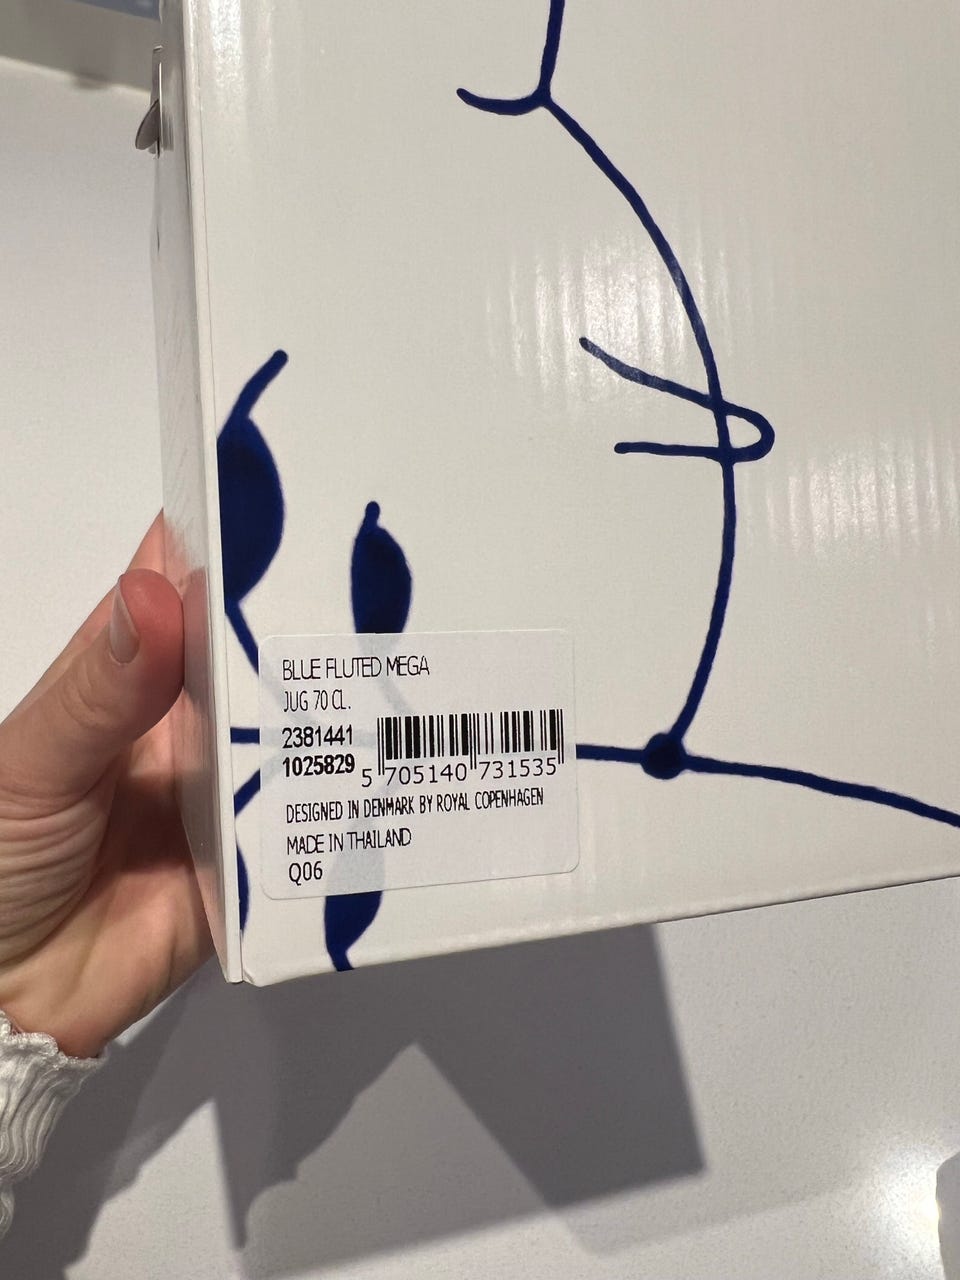 BLUE FLUTED MEGA
JUG 70 CL.
2381441
1025829
5 705140 731535
DESIGNED IN DENMARK BY ROYAL COPENHAGEN
MADE IN THAILAND
Q06